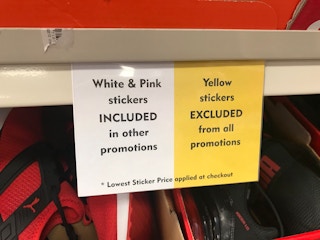 White & Pink
stickers
INCLUDED
in other
promotions
Yellow
stickers
EXCLUDED
from all
promotions
* Lowest Sticker Price applied at checkout